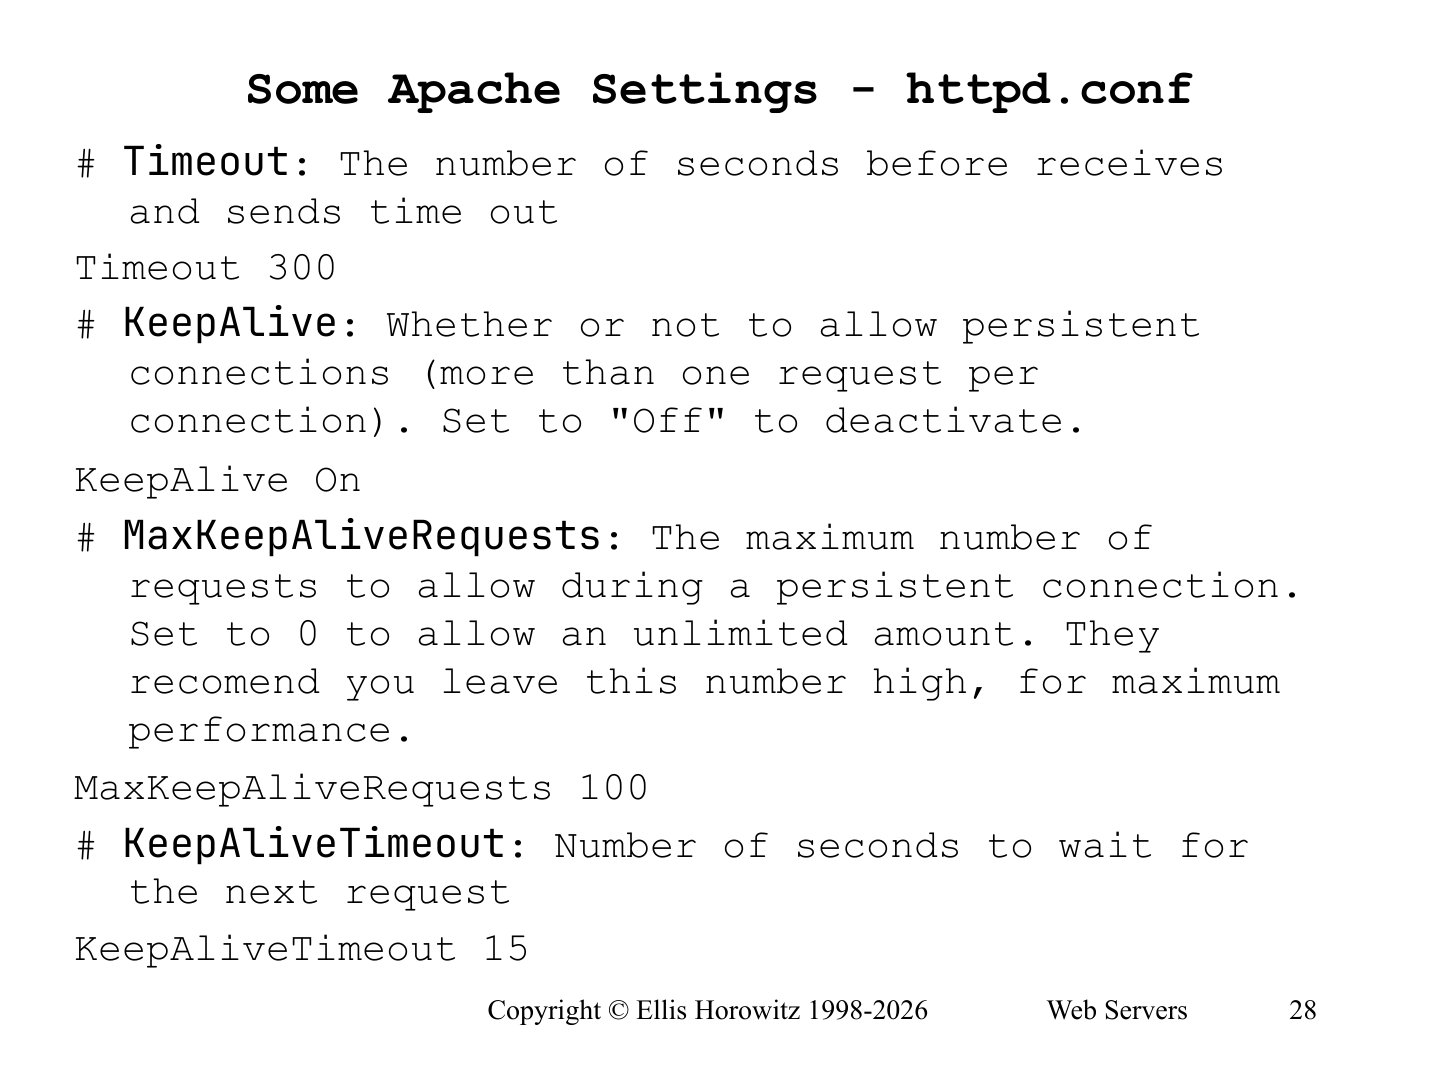 Some Apache Settings - httpd.conf
# Timeout: The number of seconds before receives
and sends time out
Timeout 300
# KeepAlive: Whether or not to allow persistent
connections (more than one request per
connection). Set to "Off" to deactivate.
KeepAlive On
# MaxKeepAliveRequests: The maximum number of
requests to allow during a persistent connection.
Set to 0 to allow an unlimited amount. They
recomend you leave this number high, for maximum
performance.
MaxKeepAliveRequests 100
# KeepAliveTimeout: Number of seconds to wait for
the next request
KeepAliveTimeout 15
Copyright © Ellis Horowitz 1998-2026 Web Servers 28